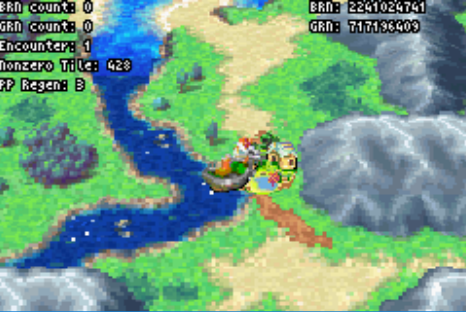 BRN count: 0
GRN count: 0
Encounter: 1
Nonzero Tile: 428
PP Regen: 3
BRN: 2241024741
GRN: 717196409